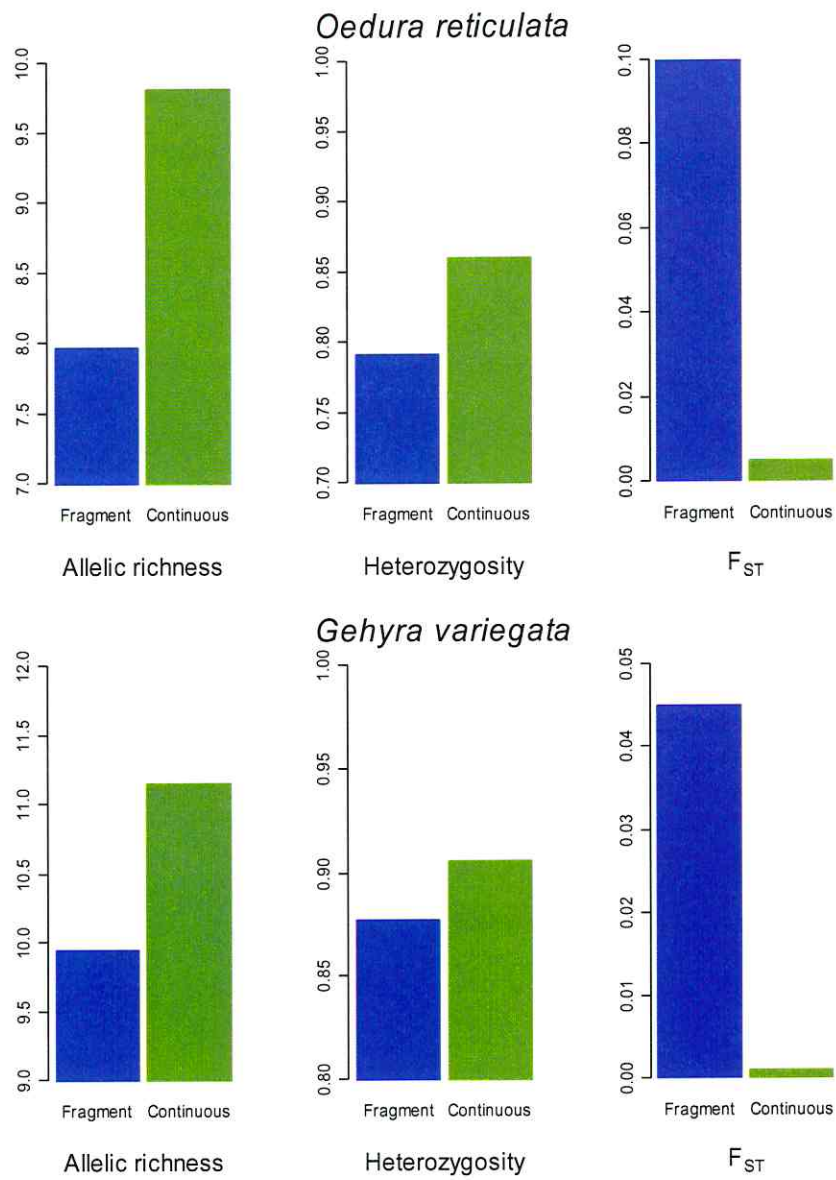 Oedura reticulata
7.0 7.5 8.0 8.5 9.0 9.5 10.0
Fragment Continuous
Allelic richness
0.70 0.75 0.80 0.85 0.90 0.95 1.00
Fragment Continuous
Heterozygosity
0.00 0.02 0.04 0.06 0.08 0.10
Fragment Continuous
FST
Gehyra variegata
9.0 9.5 10.0 10.5 11.0 11.5 12.0
Fragment Continuous
Allelic richness
0.80 0.85 0.90 0.95 1.00
Fragment Continuous
Heterozygosity
0.00 0.01 0.02 0.03 0.04 0.05
Fragment Continuous
FST